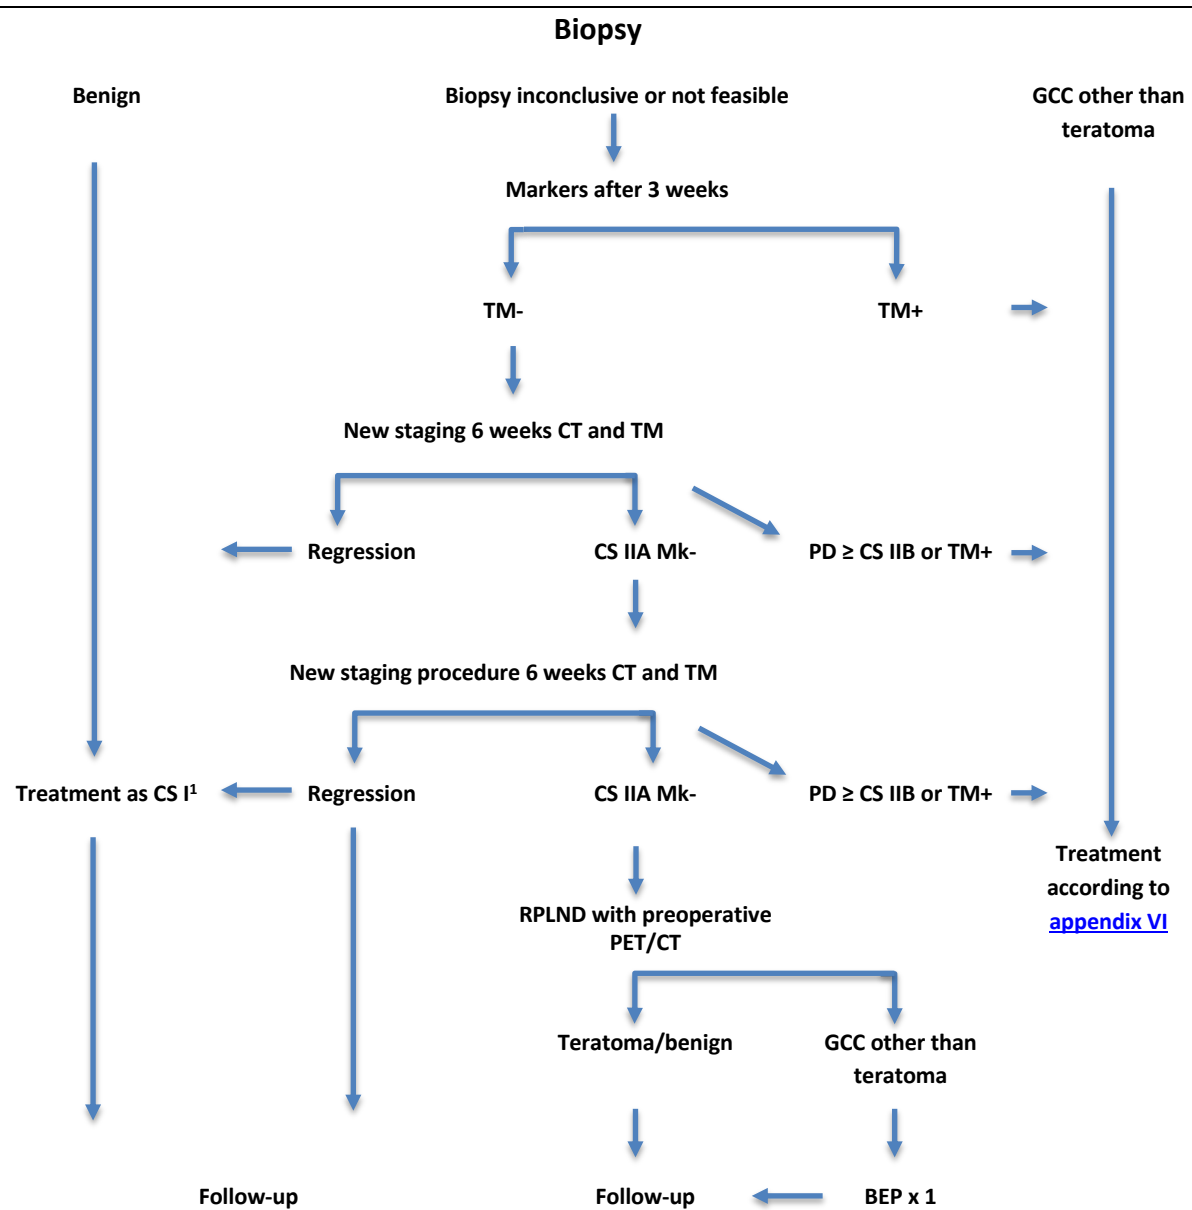 Biopsy
Benign
Biopsy inconclusive or not feasible
GCC other than
teratoma
Markers after 3 weeks
TM-
TM+
New staging 6 weeks CT and TM
Regression
CS IIA Mk-
PD ≥ CS IIB or TM+
New staging procedure 6 weeks CT and TM
Treatment as CS I¹
Regression
CS IIA Mk-
PD ≥ CS IIB or TM+
Treatment
according to
appendix VI
RPLND with preoperative
PET/CT
Teratoma/benign
GCC other than
teratoma
Follow-up
Follow-up
BEP x 1